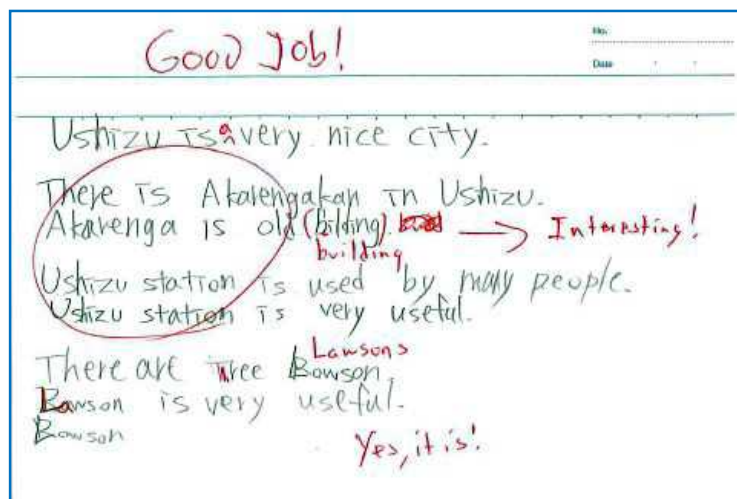 Good Job!
No.
Date
Ushizu is a very nice city.
There is Akarengakan in Ushizu.
Akarenga is old (bilding). → Interesting!
building
Ushizu station is used by many people.
Ushizu station is very useful.
Lawsons
There are Three Bowson.
Lawson is very useful.
Bowson
Yes, it is!